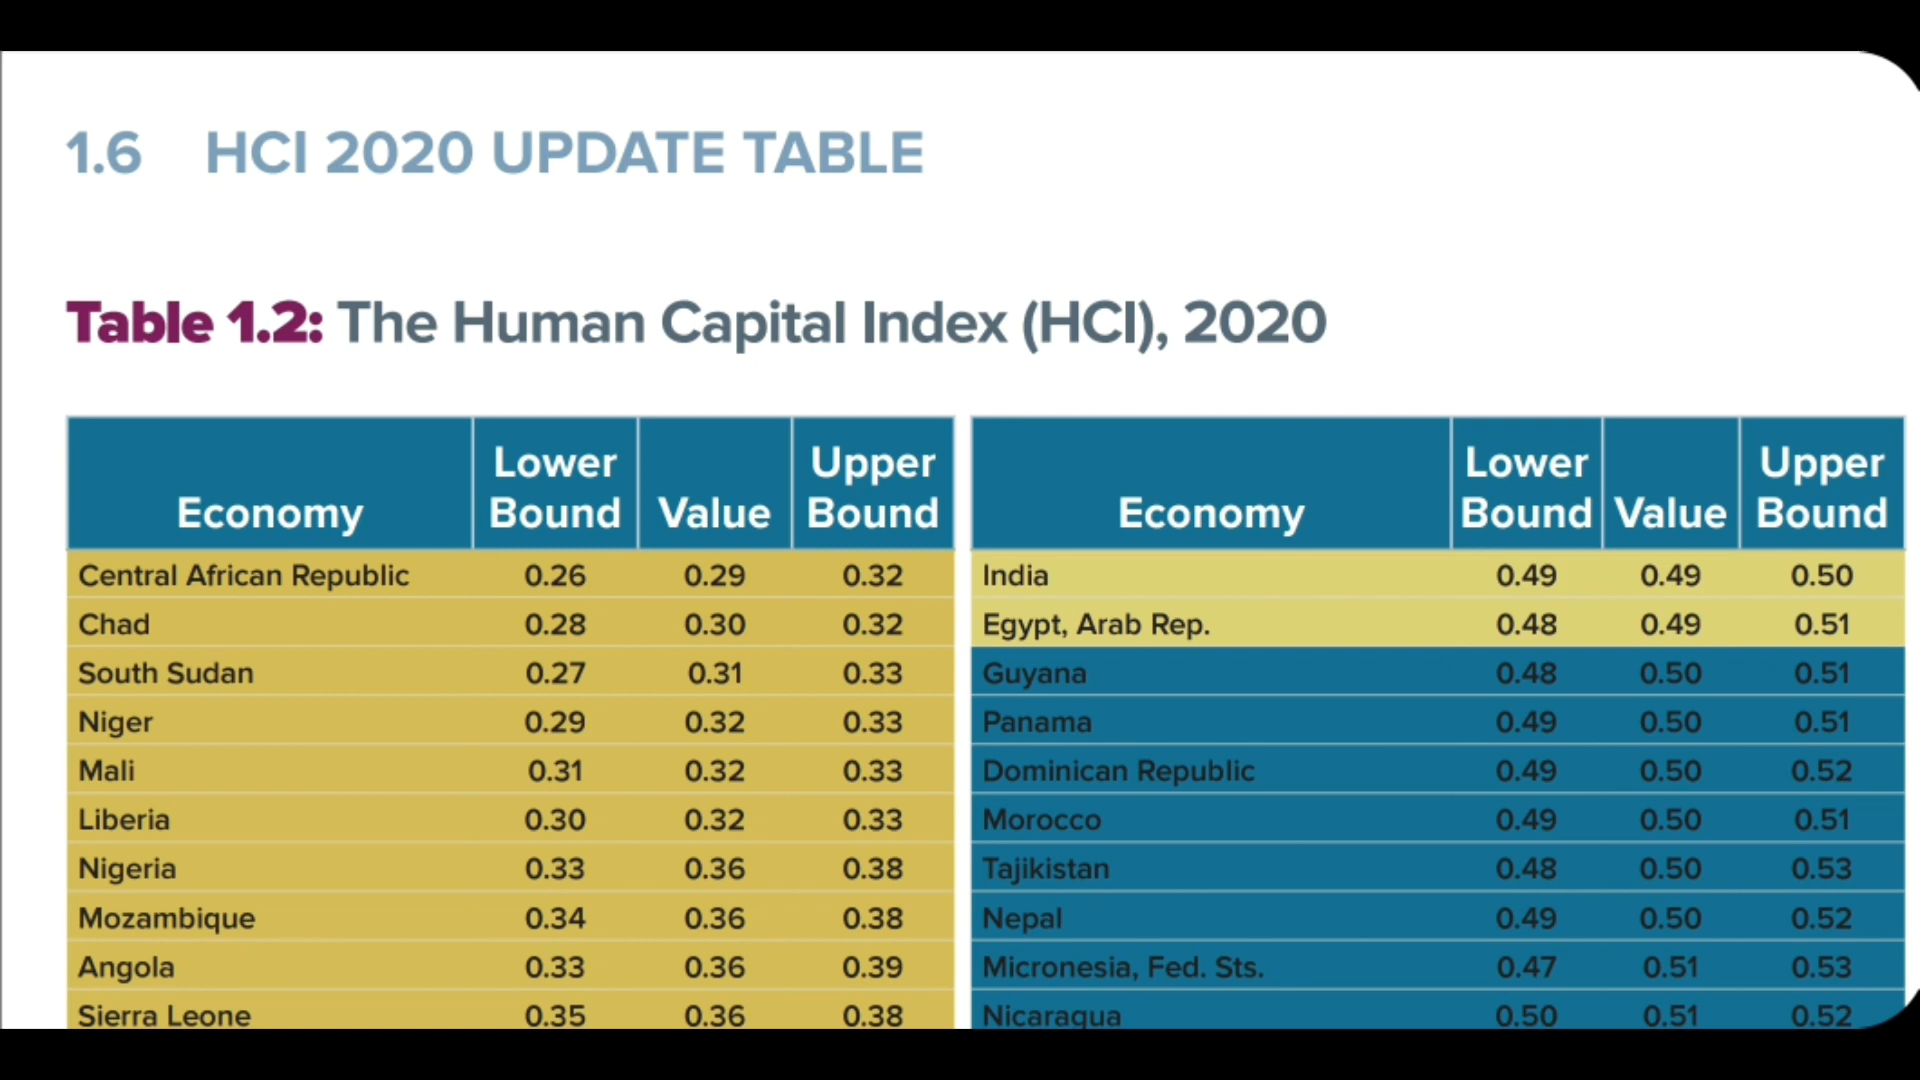 1.6 HCI 2020 UPDATE TABLE
Table 1.2: The Human Capital Index (HCI), 2020
Economy Lower Bound Value Upper Bound
Central African Republic 0.26 0.29 0.32
Chad 0.28 0.30 0.32
South Sudan 0.27 0.31 0.33
Niger 0.29 0.32 0.33
Mali 0.31 0.32 0.33
Liberia 0.30 0.32 0.33
Nigeria 0.33 0.36 0.38
Mozambique 0.34 0.36 0.38
Angola 0.33 0.36 0.39
Sierra Leone 0.35 0.36 0.38
Economy Lower Bound Value Upper Bound
India 0.49 0.49 0.50
Egypt, Arab Rep. 0.48 0.49 0.51
Guyana 0.48 0.50 0.51
Panama 0.49 0.50 0.51
Dominican Republic 0.49 0.50 0.52
Morocco 0.49 0.50 0.51
Tajikistan 0.48 0.50 0.53
Nepal 0.49 0.50 0.52
Micronesia, Fed. Sts. 0.47 0.51 0.53
Nicaragua 0.50 0.51 0.52